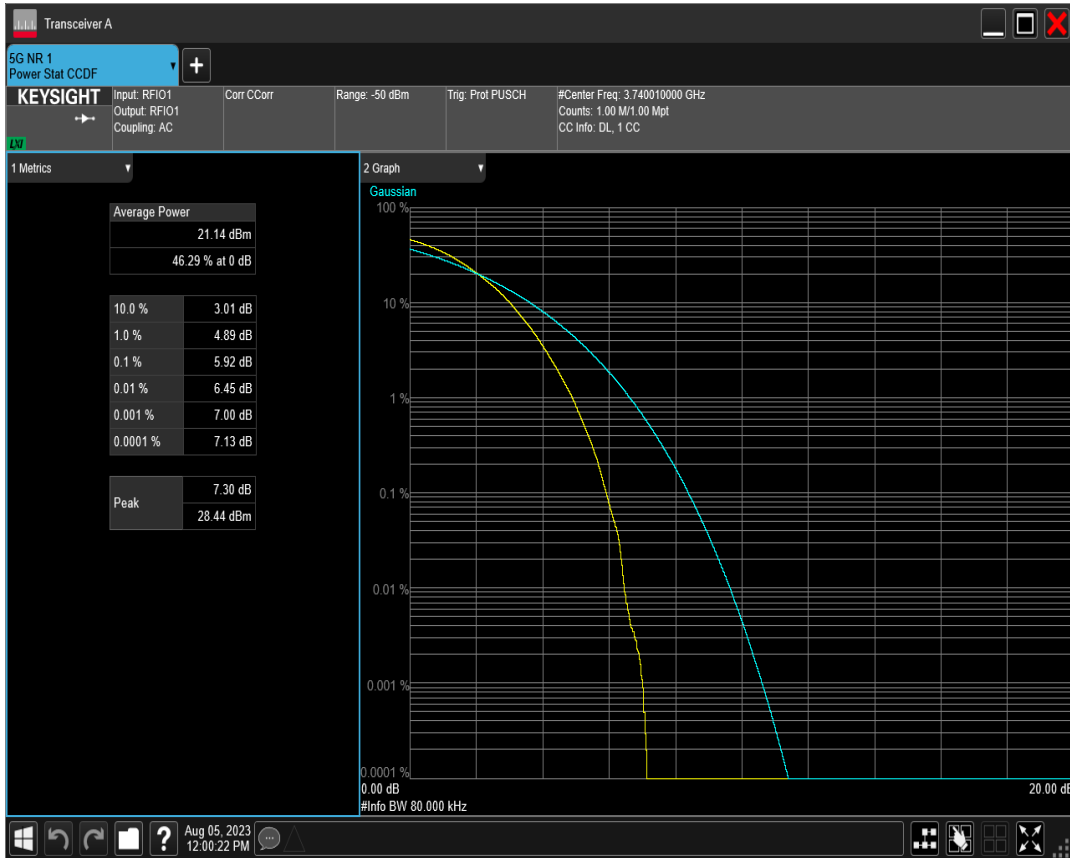 Transceiver A
5G NR 1
Power Stat CCDF
+
KEYSIGHT
LXI
Input: RFIO1
Output: RFIO1
Coupling: AC
Corr CCorr
Range: -50 dBm
Trig: Prot PUSCH
#Center Freq: 3.740010000 GHz
Counts: 1.00 M/1.00 Mpt
CC Info: DL, 1 CC
1 Metrics
Average Power
21.14 dBm
46.29 % at 0 dB
10.0 % 3.01 dB
1.0 % 4.89 dB
0.1 % 5.92 dB
0.01 % 6.45 dB
0.001 % 7.00 dB
0.0001 % 7.13 dB
Peak
7.30 dB
28.44 dBm
2 Graph
Gaussian
100 %
10 %
1 %
0.1 %
0.01 %
0.001 %
0.0001 %
0.00 dB 20.00 dB
#Info BW 80.000 kHz
?
Aug 05, 2023
12:00:22 PM